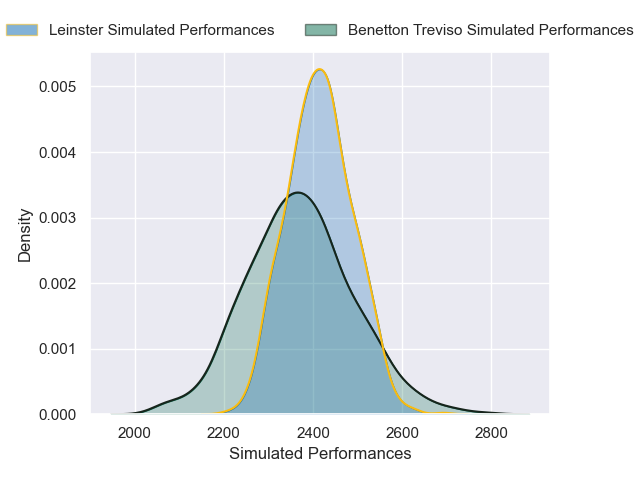 Leinster Simulated Performances Benetton Treviso Simulated Performances
0.005
0.004
0.003
0.002
0.001
0.000
Density
2000 2200 2400 2600 2800
Simulated Performances